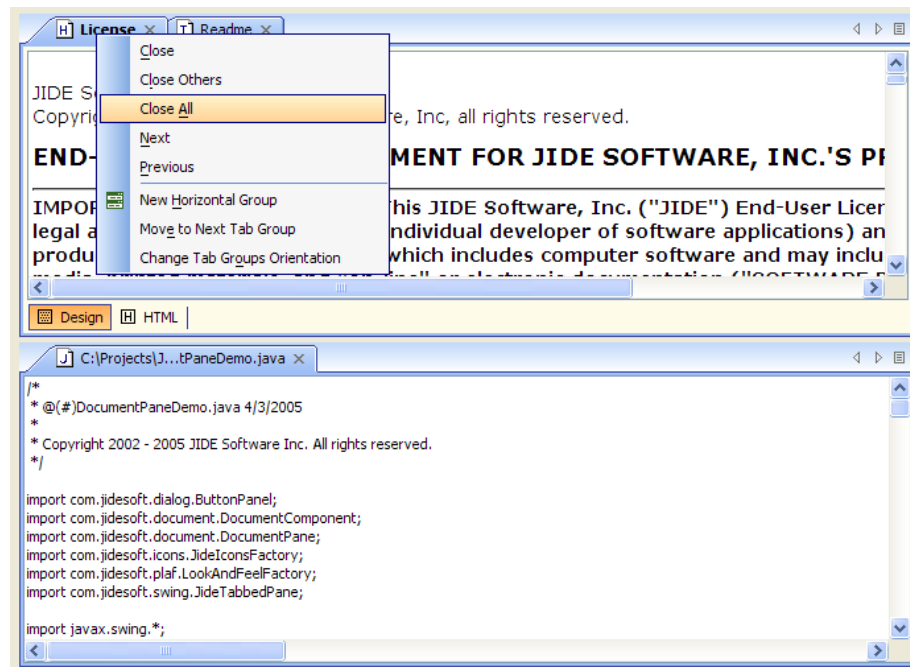 License
Readme
Close
Close Others
Close All
Next
Previous
New Horizontal Group
Move to Next Tab Group
Change Tab Groups Orientation
JIDE S
Copyri re, Inc, all rights reserved.
END- MENT FOR JIDE SOFTWARE, INC.'S
IMPOR his JIDE Software, Inc. ("JIDE") End-User Licer
legal a ndividual developer of software applications) an
produ which includes computer software and may inclu
Design
H HTML
C:\Projects\J...tPaneDemo.java
/*
* @(#)DocumentPaneDemo.java 4/3/2005
*
* Copyright 2002 - 2005 JIDE Software Inc. All rights reserved.
*/
import com.jidesoft.dialog.ButtonPanel;
import com.jidesoft.document.DocumentComponent;
import com.jidesoft.document.DocumentPane;
import com.jidesoft.icons.JideIconsFactory;
import com.jidesoft.plaf.LookAndFeelFactory;
import com.jidesoft.swing.JideTabbedPane;
import javax.swing.*;